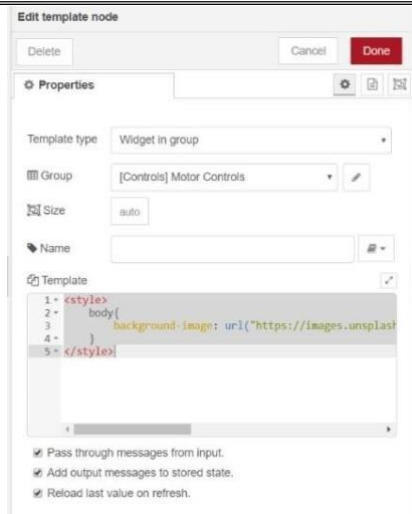 Edit template node
Delete Cancel Done
Properties
Template type Widget in group
Group [Controls] Motor Controls
Size auto
Name
Template
1 <style>
2 body{
3 background-image: url("https://images.unsplash
4 }
5 </style>
Pass through messages from input.
Add output messages to stored state.
Reload last value on refresh.